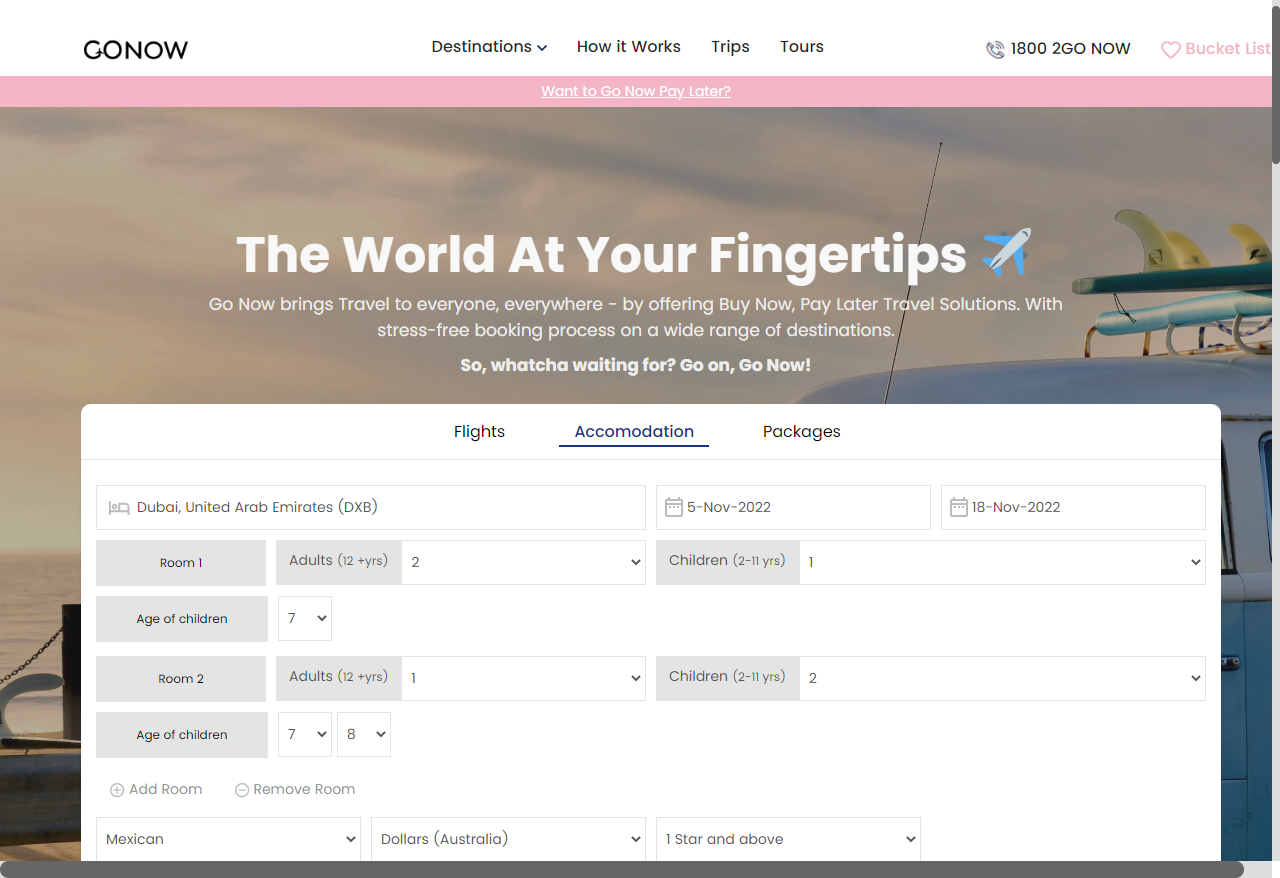 GONOW
Destinations
How it Works
Trips
Tours
1800 2GO NOW
Bucket List
Want to Go Now Pay Later?
The World At Your Fingertips
Go Now brings Travel to everyone, everywhere - by offering Buy Now, Pay Later Travel Solutions. With
stress-free booking process on a wide range of destinations.
So, whatcha waiting for? Go on, Go Now!
Flights
Accomodation
Packages
Dubai, United Arab Emirates (DXB)
5-Nov-2022
18-Nov-2022
Room 1
Adults (12 +yrs)
2
Children (2-11 yrs)
1
Age of children
7
Room 2
Adults (12 +yrs)
1
Children (2-11 yrs)
2
Age of children
7
8
Add Room
Remove Room
Mexican
Dollars (Australia)
1 Star and above